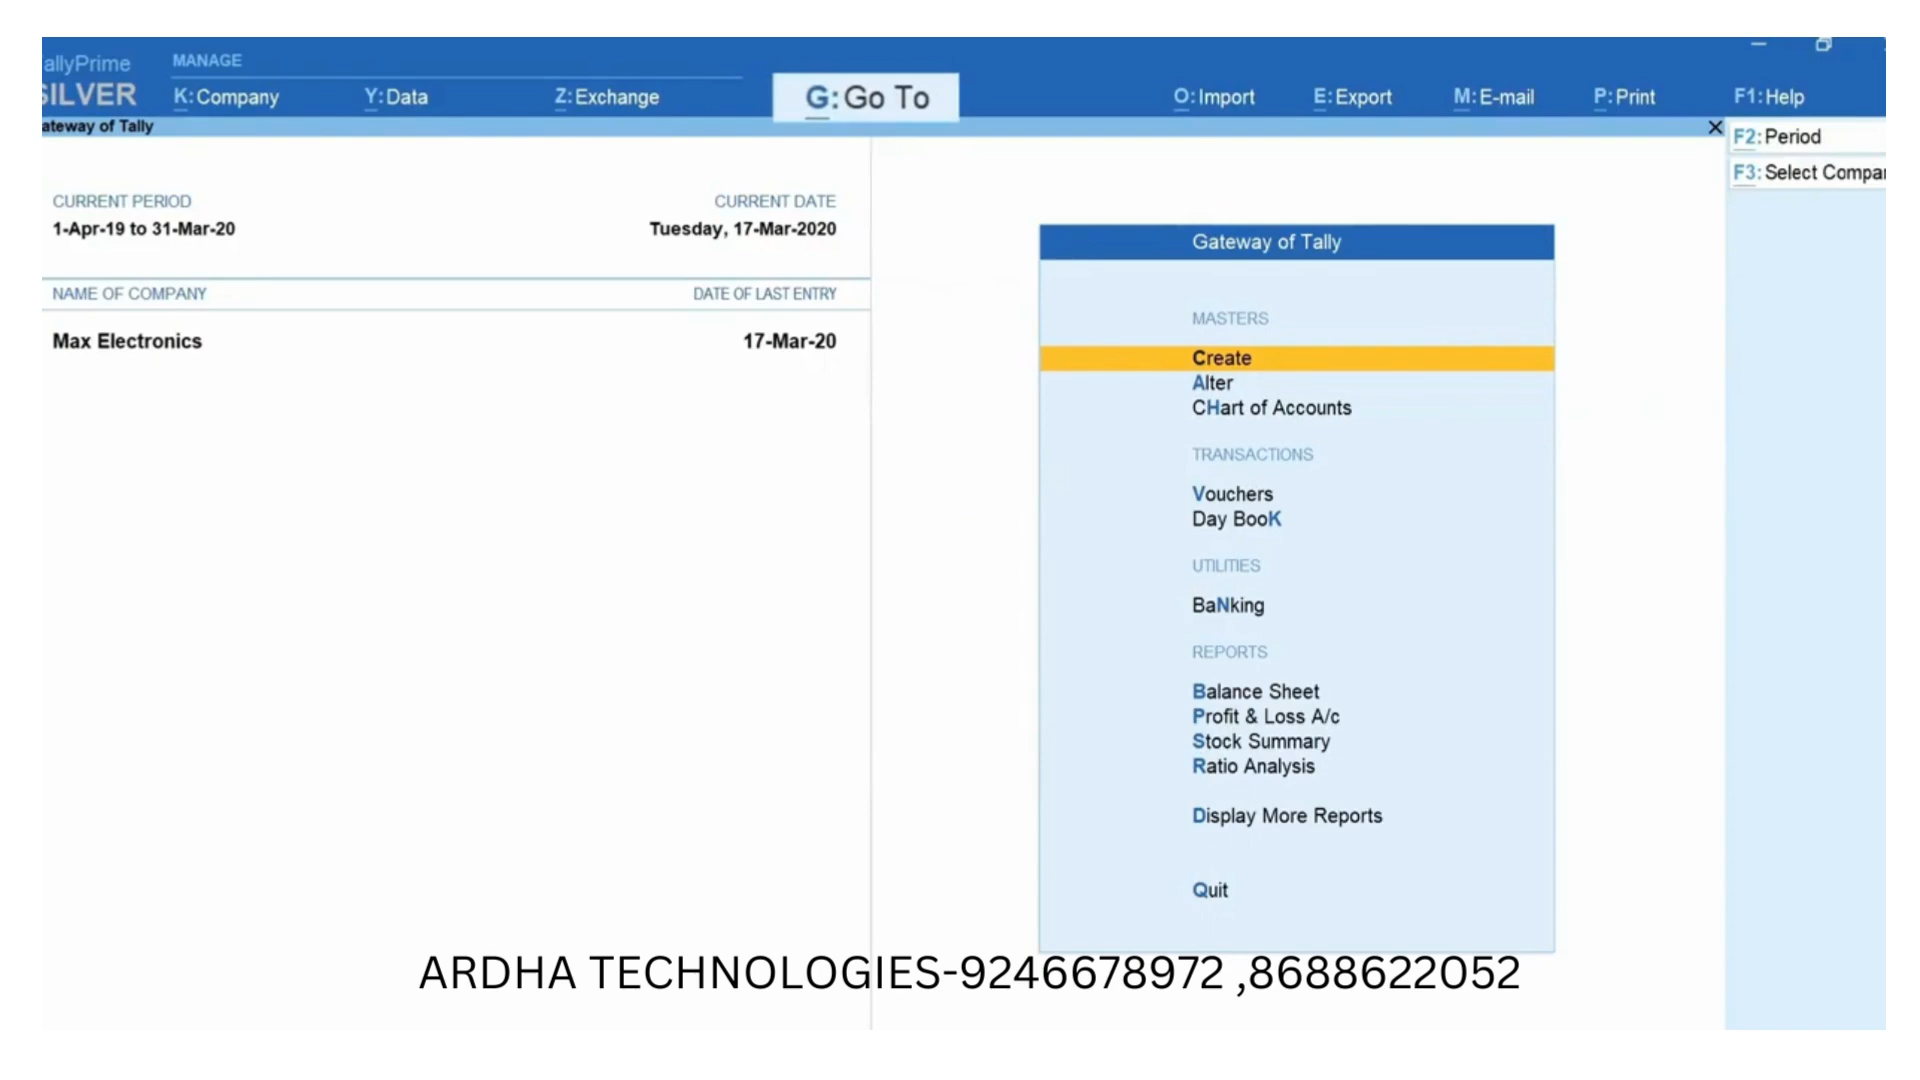 allyPrime MANAGE
SILVER K:Company Y:Data Z:Exchange G:Go To O:Import E:Export M:E-mail P:Print F1:Help
ateway of Tally
F2:Period
F3:Select Compa
CURRENT PERIOD CURRENT DATE
1-Apr-19 to 31-Mar-20 Tuesday, 17-Mar-2020
NAME OF COMPANY DATE OF LAST ENTRY
Max Electronics 17-Mar-20
Gateway of Tally
MASTERS
Create
Alter
CHart of Accounts
TRANSACTIONS
Vouchers
Day BooK
UTILITIES
BaNking
REPORTS
Balance Sheet
Profit & Loss A/c
Stock Summary
Ratio Analysis
Display More Reports
Quit
ARDHA TECHNOLOGIES-9246678972 ,8688622052